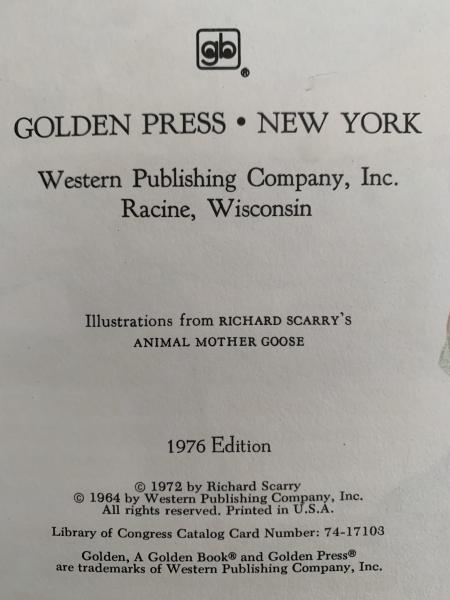 gb®
GOLDEN PRESS • NEW YORK
Western Publishing Company, Inc.
Racine, Wisconsin
Illustrations from RICHARD SCARRY'S
ANIMAL MOTHER GOOSE
1976 Edition
© 1972 by Richard Scarry
© 1964 by Western Publishing Company, Inc.
All rights reserved. Printed in U.S.A.
Library of Congress Catalog Card Number: 74-17103
Golden, A Golden Book® and Golden Press®
are trademarks of Western Publishing Company, Inc.